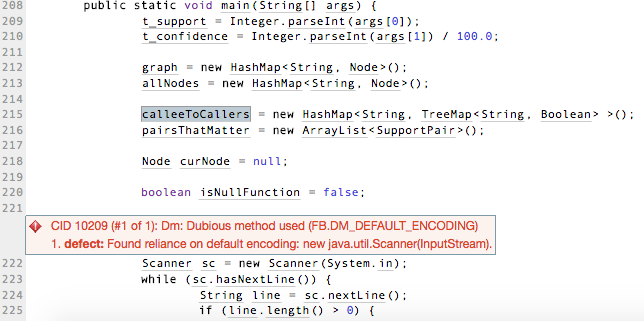 208 public static void main(String[] args) {
209 t_support = Integer.parseInt(args[0]);
210 t_confidence = Integer.parseInt(args[1]) / 100.0;
211
212 graph = new HashMap<String, Node>();
213 allNodes = new HashMap<String, Node>();
214
215 calleeToCallers = new HashMap<String, TreeMap<String, Boolean> >();
216 pairsThatMatter = new ArrayList<SupportPair>();
217
218 Node curNode = null;
219
220 boolean isNullFunction = false;
221
CID 10209 (#1 of 1): Dm: Dubious method used (FB.DM_DEFAULT_ENCODING)
1. defect: Found reliance on default encoding: new java.util.Scanner(InputStream).
222 Scanner sc = new Scanner(System.in);
223 while (sc.hasNextLine()) {
224 String line = sc.nextLine();
225 if (line.length() > 0) {